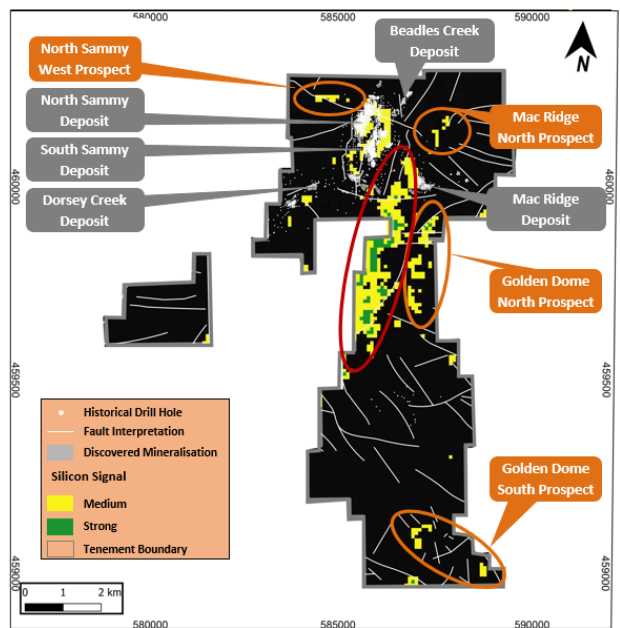 580000
585000
590000
North Sammy
West Prospect
Beadles Creek
Deposit
N
North Sammy
Deposit
Mac Ridge
North Prospect
South Sammy
Deposit
460000
460000
Dorsey Creek
Deposit
Mac Ridge
Deposit
Golden Dome
North Prospect
459500
459500
Historical Drill Hole
Fault Interpretation
Discovered Mineralisation
Silicon Signal
Medium
Strong
Tenement Boundary
Golden Dome
South Prospect
459000
459000
0 1 2 km
580000
585000
590000